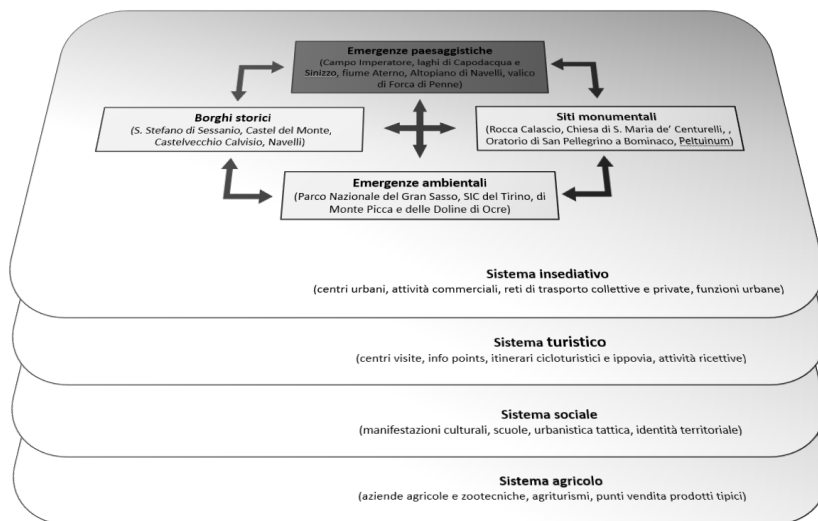 Emergenze paesaggistiche
(Campo Imperatore, laghi di Capodacqua e
Sinizzo, fiume Aterno, Altopiano di Navelli, valico
di Forca di Penne)
Borghi storici
(S. Stefano di Sessanio, Castel del Monte,
Castelvecchio Calvisio, Navelli)
Siti monumentali
(Rocca Calascio, Chiesa di S. Maria de' Centurelli, ,
Oratorio di San Pellegrino a Bominaco, Peltuinum)
Emergenze ambientali
(Parco Nazionale del Gran Sasso, SIC del Tirino, di
Monte Picca e delle Doline di Ocre)
Sistema insediativo
(centri urbani, attività commerciali, reti di trasporto collettive e private, funzioni urbane)
Sistema turistico
(centri visite, info points, itinerari cicloturistici e ippovia, attività ricettive)
Sistema sociale
(manifestazioni culturali, scuole, urbanistica tattica, identità territoriale)
Sistema agricolo
(aziende agricole e zootecniche, agriturismi, punti vendita prodotti tipici)